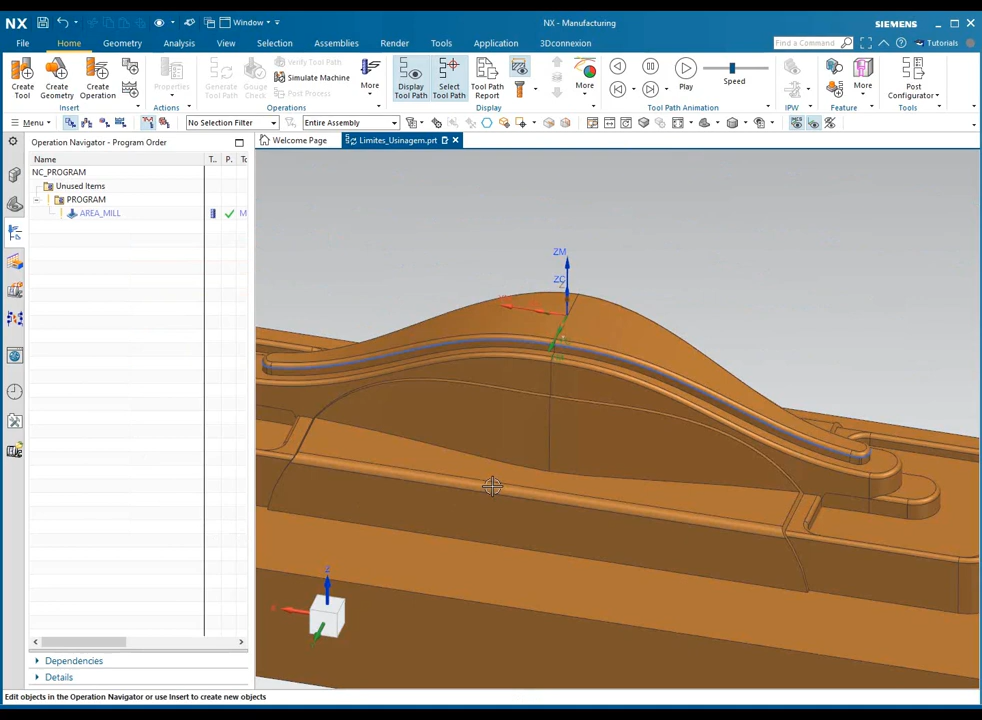 NX
Window
NX - Manufacturing
SIEMENS
File Home Geometry Analysis View Selection Assemblies Render Tools Application 3Dconnexion
Find a Command
Tutorials
Create Tool
Create Geometry
Create Operation
Insert
Properties
Actions
Generate Tool Path
Gouge Check
Verify Tool Path
Simulate Machine
Post Process
More
Operations
Display Tool Path
Select Tool Path
Tool Path Report
More
Display
Play
Speed
Tool Path Animation
IPW
More
Feature
Post Configurator
Tools
Menu
No Selection Filter
Entire Assembly
Operation Navigator - Program Order
Welcome Page
Limites_Usinagem.prt
Name T.. P. To
NC_PROGRAM
Unused Items
PROGRAM
AREA_MILL M
ZM
ZC
Z
X
Dependencies
Details
Edit objects in the Operation Navigator or use Insert to create new objects